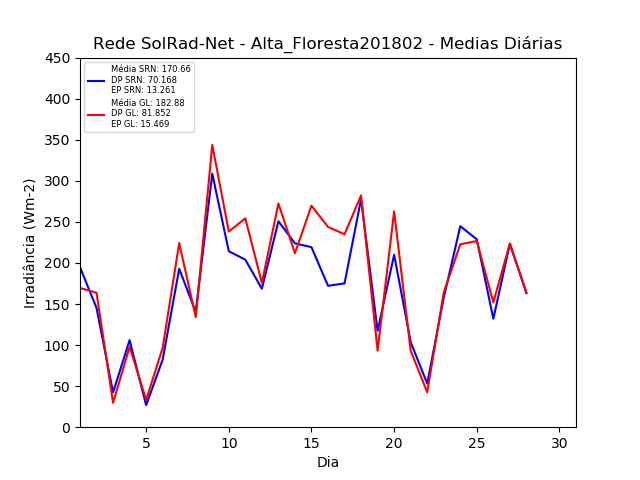 Rede SolRad-Net - Alta_Floresta201802 - Medias Diárias
Média SRN: 170.66
DP SRN: 70.168
EP SRN: 13.261
Média GL: 182.88
DP GL: 81.852
EP GL: 15.469
450
400
350
300
250
200
150
100
50
0
Irradiância (Wm-2)
5
10
15
20
25
30
Dia